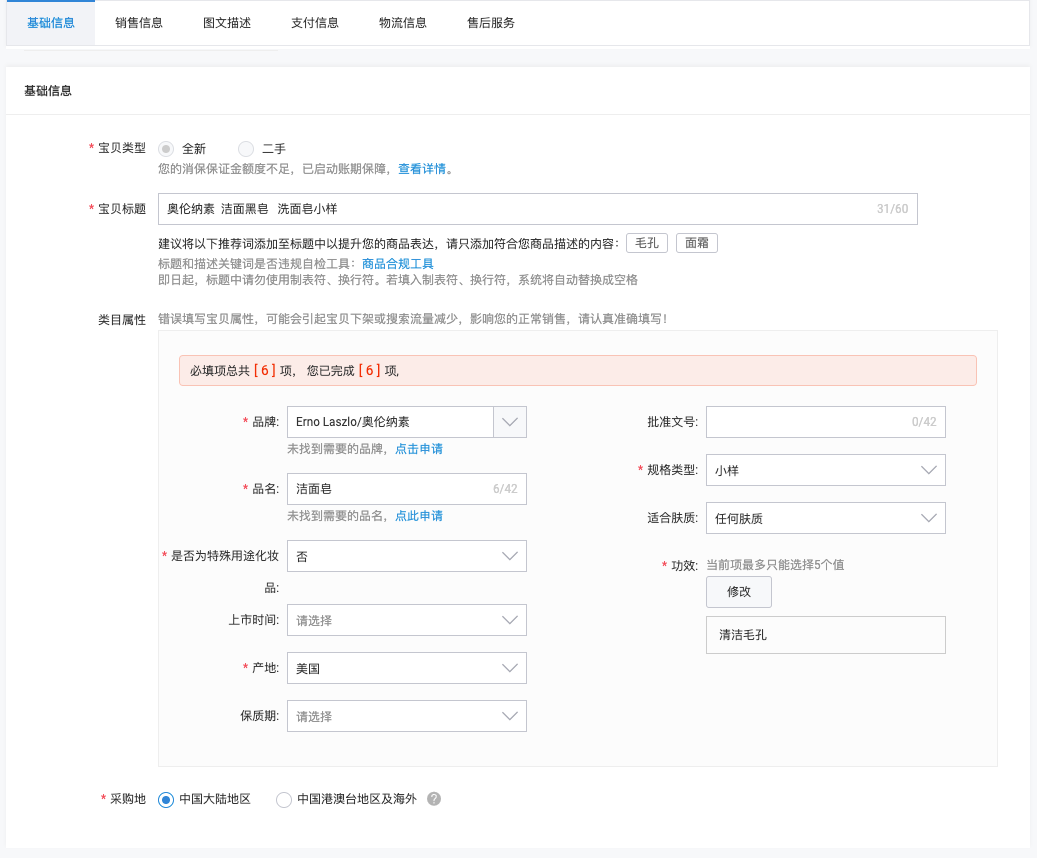 基础信息 销售信息 图文描述 支付信息 物流信息 售后服务
基础信息
* 宝贝类型 全新 二手
您的消保保证金额度不足，已启动账期保障，查看详情。
* 宝贝标题 奥伦纳素 洁面黑皂 洗面皂小样 31/60
建议将以下推荐词添加至标题中以提升您的商品表达，请只添加符合您商品描述的内容： 毛孔 面霜
标题和描述关键词是否违规自检工具：商品合规工具
即日起，标题中请勿使用制表符、换行符。若填入制表符、换行符，系统将自动替换成空格
类目属性 错误填写宝贝属性，可能会引起宝贝下架或搜索流量减少，影响您的正常销售，请认真准确填写！
必填项总共 [ 6 ] 项， 您已完成 [ 6 ] 项,
* 品牌: Erno Laszlo/奥伦纳素
未找到需要的品牌，点击申请
* 品名: 洁面皂 6/42
未找到需要的品名，点此申请
* 是否为特殊用途化妆
品: 否
上市时间: 请选择
* 产地: 美国
保质期: 请选择
批准文号: 0/42
* 规格类型: 小样
适合肤质: 任何肤质
* 功效: 当前项最多只能选择5个值
修改
清洁毛孔
* 采购地 中国大陆地区 中国港澳台地区及海外 ?